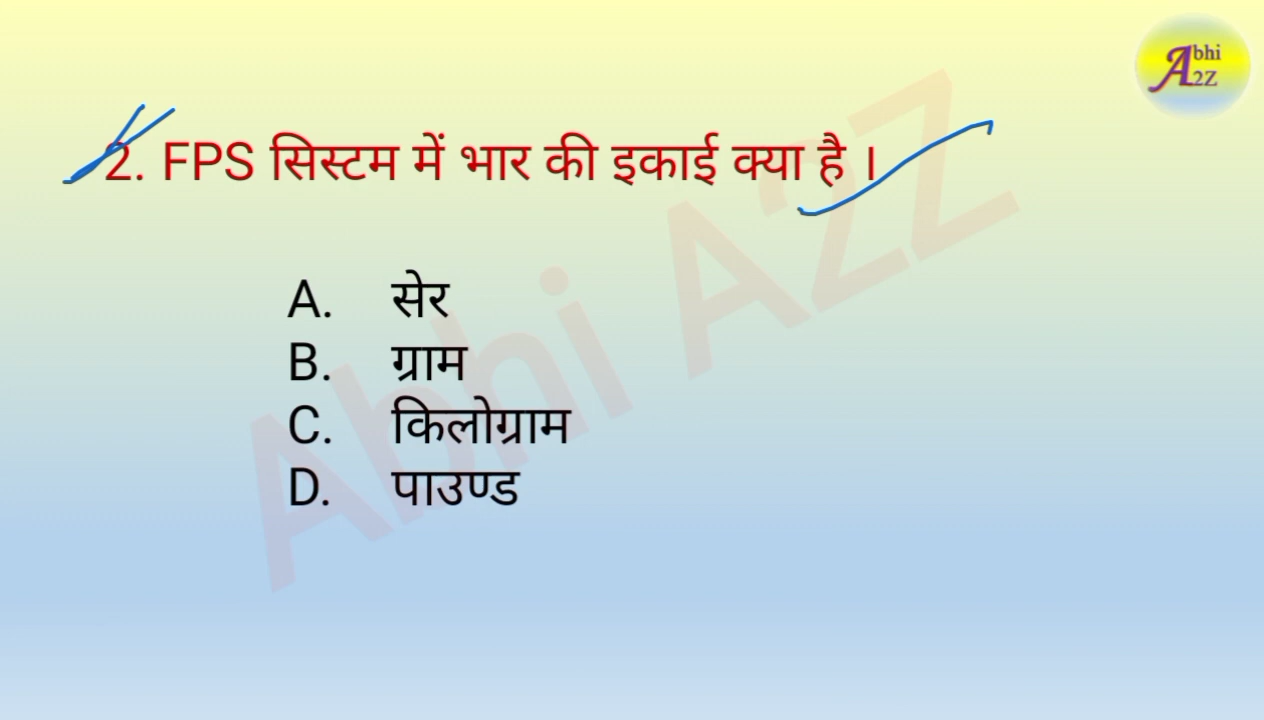 Abhi
A2Z
2. FPS सिस्टम में भार की इकाई क्या है ।
A. सेर
B. ग्राम
C. किलोग्राम
D. पाउण्ड
Abhi A2Z